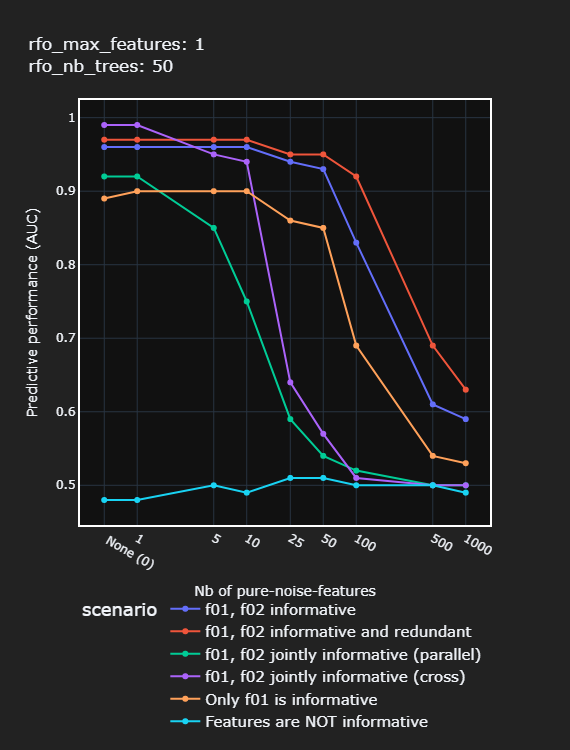 rfo_max_features: 1
rfo_nb_trees: 50
1
0.9
0.8
0.7
0.6
0.5
Predictive performance (AUC)
None (0)
1
5
10
25
50
100
500
1000
Nb of pure-noise-features
scenario
f01, f02 informative
f01, f02 informative and redundant
f01, f02 jointly informative (parallel)
f01, f02 jointly informative (cross)
Only f01 is informative
Features are NOT informative